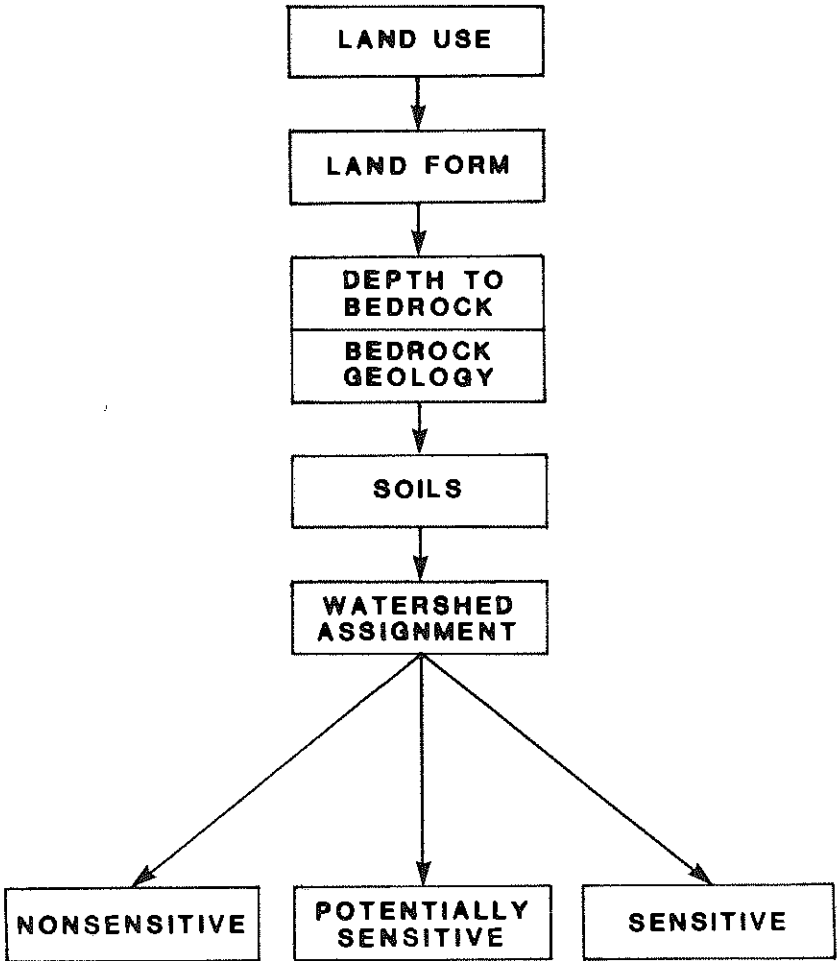 LAND USE
LAND FORM
DEPTH TO
BEDROCK
BEDROCK
GEOLOGY
SOILS
WATERSHED
ASSIGNMENT
NONSENSITIVE
POTENTIALLY
SENSITIVE
SENSITIVE